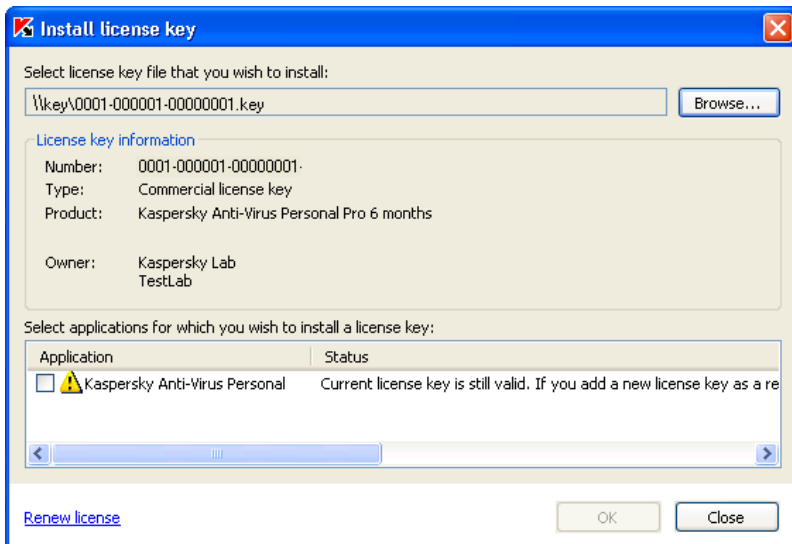 Install license key
Select license key file that you wish to install:
\\key\0001-000001-00000001.key
Browse...
License key information
Number: 0001-000001-00000001-
Type: Commercial license key
Product: Kaspersky Anti-Virus Personal Pro 6 months
Owner: Kaspersky Lab
TestLab
Select applications for which you wish to install a license key:
Application Status
Kaspersky Anti-Virus Personal Current license key is still valid. If you add a new license key as a re
Renew license OK Close